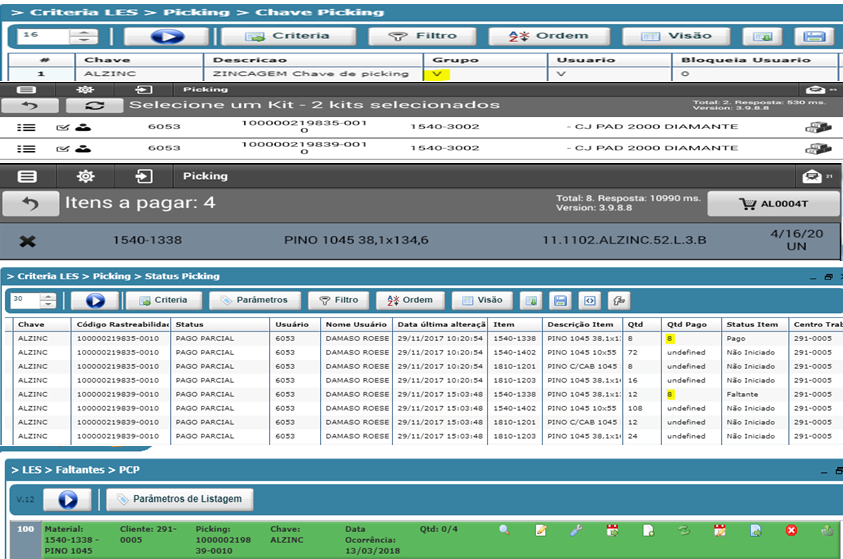 > Criteria LES > Picking > Chave Picking
16 Criteria Filtro Ordem Visão
# Chave Descricao Grupo Usuario Bloqueia Usuario
1 ALZINC ZINCAGEM Chave de picking V V O
Picking
Selecione um Kit - 2 kits selecionados Total: 2. Resposta: 530 ms.
Version: 3.9.8.8
6053 100000219835-001 1540-3002 - CJ PAD 2000 DIAMANTE
0
6053 100000219839-001 1540-3002 - CJ PAD 2000 DIAMANTE
0
Picking 21
Itens a pagar: 4 Total: 8. Resposta: 10990 ms. AL0004T
Version: 3.9.8.8
1540-1338 PINO 1045 38,1x134,6 11.1102.ALZINC.52.L.3.B 4/16/20
UN
> Criteria LES > Picking > Status Picking
30 Criteria Parâmetros Filtro Ordem Visão
Chave Código Rastreabilidad Status Usuário Nome Usuário Data última alteraçã Item Descrição Item Qtd Qtd Pago Status Item Centro Trab
ALZINC 100000219835-0010 PAGO PARCIAL 6053 DAMASO ROESE 29/11/2017 10:20:54 1540-1338 PINO 1045 38,1x1: 8 8 Pago 291-0005
ALZINC 100000219835-0010 PAGO PARCIAL 6053 DAMASO ROESE 29/11/2017 10:20:54 1540-1402 PINO 1045 10x55 72 undefined Não Iniciado 291-0005
ALZINC 100000219835-0010 PAGO PARCIAL 6053 DAMASO ROESE 29/11/2017 10:20:54 1810-1201 PINO C/CAB 1045 8 undefined Não Iniciado 291-0005
ALZINC 100000219835-0010 PAGO PARCIAL 6053 DAMASO ROESE 29/11/2017 10:20:54 1810-1203 PINO 1045 38.1x1 16 undefined Não Iniciado 291-0005
ALZINC 100000219839-0010 PAGO PARCIAL 6053 DAMASO ROESE 29/11/2017 15:03:48 1540-1338 PINO 1045 38,1x1: 12 8 Faltante 291-0005
ALZINC 100000219839-0010 PAGO PARCIAL 6053 DAMASO ROESE 29/11/2017 15:03:48 1540-1402 PINO 1045 10x55 108 undefined Não Iniciado 291-0005
ALZINC 100000219839-0010 PAGO PARCIAL 6053 DAMASO ROESE 29/11/2017 15:03:48 1810-1201 PINO C/CAB 1045 12 undefined Não Iniciado 291-0005
ALZINC 100000219839-0010 PAGO PARCIAL 6053 DAMASO ROESE 29/11/2017 15:03:48 1810-1203 PINO 1045 38.1x1 24 undefined Não Iniciado 291-0005
> LES > Faltantes > PCP
V.12 Parâmetros de Listagem
100 Material: Cliente: 291- Picking: Chave: Data Qtd: 0/4
1540-1338 - 0005 1000002198 ALZINC Ocorrência:
PINO 1045 39-0010 13/03/2018